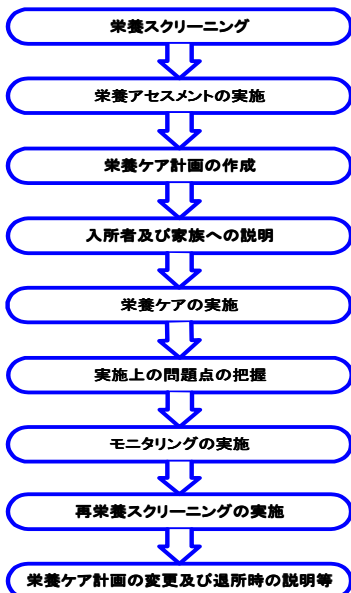 栄養スクリーニング
栄養アセスメントの実施
栄養ケア計画の作成
入所者及び家族への説明
栄養ケアの実施
実施上の問題点の把握
モニタリングの実施
再栄養スクリーニングの実施
栄養ケア計画の変更及び退所時の説明等